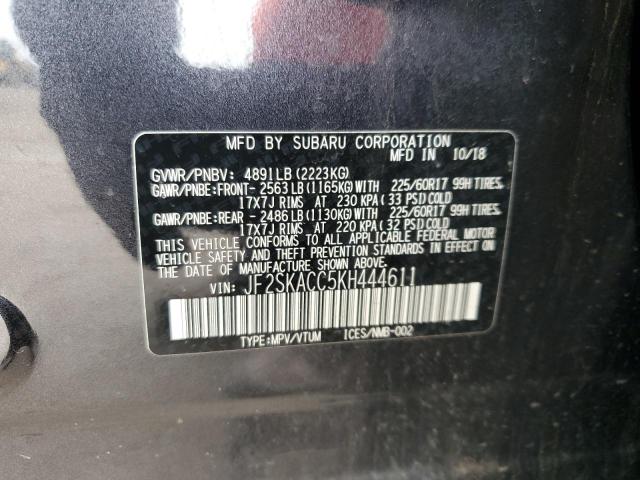 MFD BY SUBARU CORPORATION
MFD IN 10/18
GVWR/PNBV: 4891LB(2223KG)
GAWR/PNBE:FRONT- 2563LB(1165KG)WITH 225/60R17 99H TIRES,
17X7J RIMS AT 230 KPA(33 PSI)COLD
GAWR/PNBE:REAR - 2486LB(1130KG)WITH 225/60R17 99H TIRES,
17X7J RIMS AT 220 KPA(32 PSI)COLD
THIS VEHICLE CONFORMS TO ALL APPLICABLE FEDERAL MOTOR
VEHICLE SAFETY AND THEFT PREVENTION STANDARDS IN EFFECT ON
THE DATE OF MANUFACTURE SHOWN ABOVE.
VIN: JF2SKACC5KH444611
TYPE:MPV/VTUM ICES/NMB-002